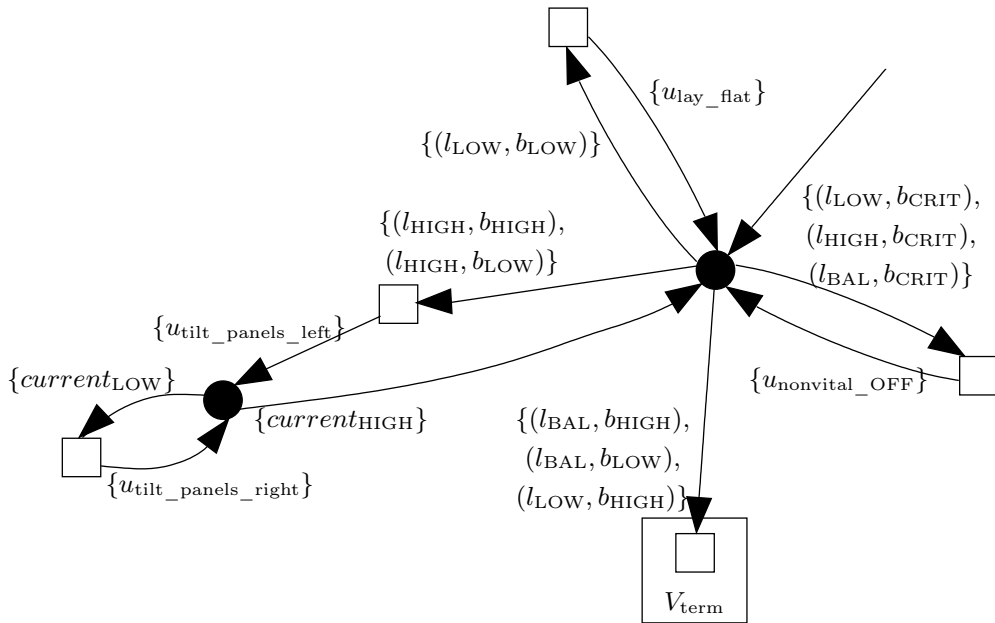 {u_lay_flat}
{(l_LOW, b_LOW)}
{(l_LOW, b_CRIT),
(l_HIGH, b_CRIT),
(l_BAL, b_CRIT)}
{(l_HIGH, b_HIGH),
(l_HIGH, b_LOW)}
{u_tilt_panels_left}
{current_LOW}
{current_HIGH}
{u_nonvital_OFF}
{(l_BAL, b_HIGH),
(l_BAL, b_LOW),
(l_LOW, b_HIGH)}
{u_tilt_panels_right}
V_term